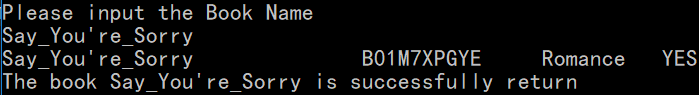 Please input the Book Name
Say_You're_Sorry
Say_You're_Sorry B01M7XPGYE Romance YES
The book Say_You're_Sorry is successfully return